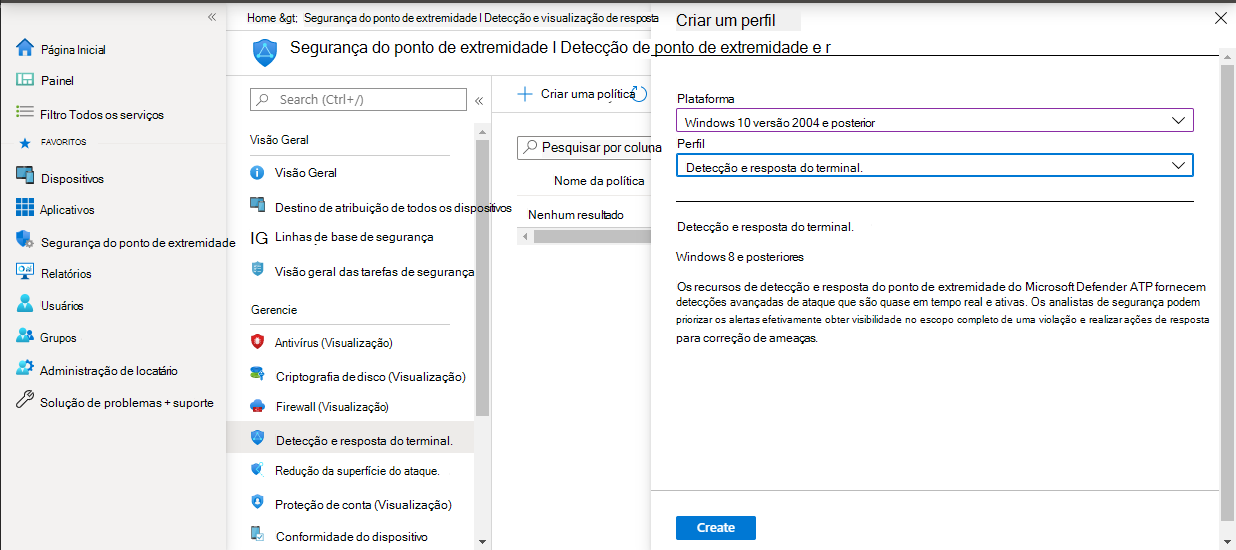 Home &gt; Segurança do ponto de extremidade I Detecção e visualização de resposta
Segurança do ponto de extremidade I Detecção de ponto de extremidade e r
Página Inicial
Painel
Filtro Todos os serviços
FAVORITOS
Dispositivos
Aplicativos
Segurança do ponto de extremidade
Relatórios
Usuários
Grupos
Administração de locatário
Solução de problemas + suporte
Search (Ctrl+/)
Visão Geral
Visão Geral
Destino de atribuição de todos os dispositivos
IG Linhas de base de segurança
Visão geral das tarefas de segurança
Gerencie
Antivírus (Visualização)
Criptografia de disco (Visualização)
Firewall (Visualização)
Detecção e resposta do terminal.
Redução da superfície do ataque.
Proteção de conta (Visualização)
Conformidade do dispositivo
Criar uma política
Pesquisar por coluna
Nome da política
Nenhum resultado
Criar um perfil
Plataforma
Windows 10 versão 2004 e posterior
Perfil
Detecção e resposta do terminal.
Detecção e resposta do terminal.
Windows 8 e posteriores
Os recursos de detecção e resposta do ponto de extremidade do Microsoft Defender ATP fornecem
detecções avançadas de ataque que são quase em tempo real e ativas. Os analistas de segurança podem
priorizar os alertas efetivamente obter visibilidade no escopo completo de uma violação e realizar ações de resposta
para correção de ameaças.
Create